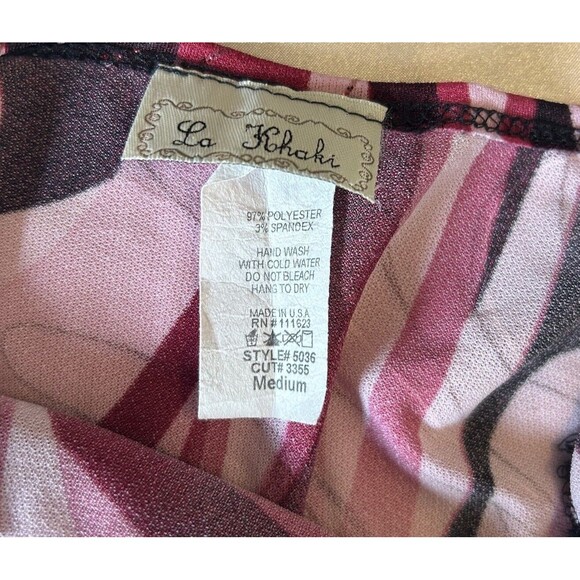 La Khaki
97% POLYESTER
3% SPANDEX
HAND WASH
WITH COLD WATER
DO NOT BLEACH
HANG TO DRY
MADE IN U.S.A
RN# 111623
STYLE# 5036
CUT# 3355
Medium